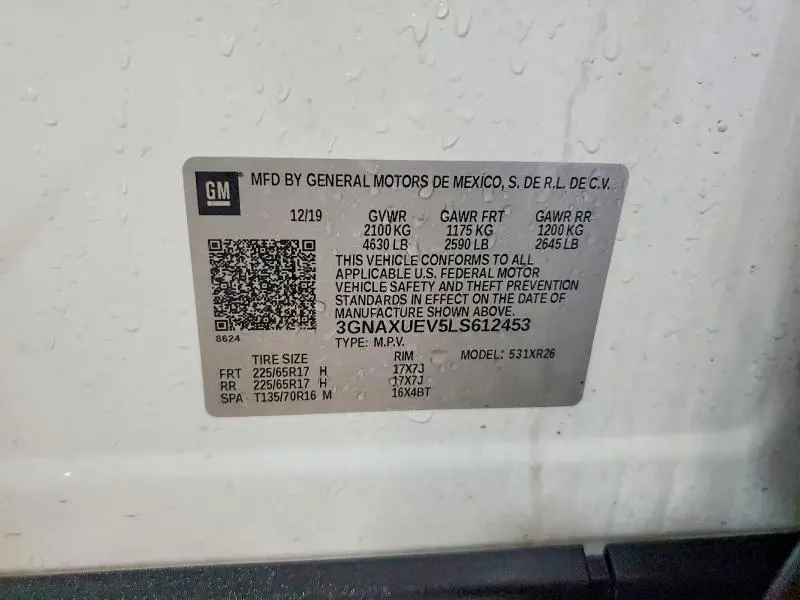 GM® MFD BY GENERAL MOTORS DE MEXICO, S. DE R.L. DE C.V.
12/19 GVWR GAWR FRT GAWR RR
2100 KG 1175 KG 1200 KG
4630 LB 2590 LB 2645 LB
THIS VEHICLE CONFORMS TO ALL
APPLICABLE U.S. FEDERAL MOTOR
VEHICLE SAFETY AND THEFT PREVENTION
STANDARDS IN EFFECT ON THE DATE OF
MANUFACTURE SHOWN ABOVE.
3GNAXUEV5LS612453
8624
TYPE: M.P.V. MODEL: 531XR26
TIRE SIZE RIM
FRT 225/65R17 H 17X7J
RR 225/65R17 H 17X7J
SPA T135/70R16 M 16X4BT